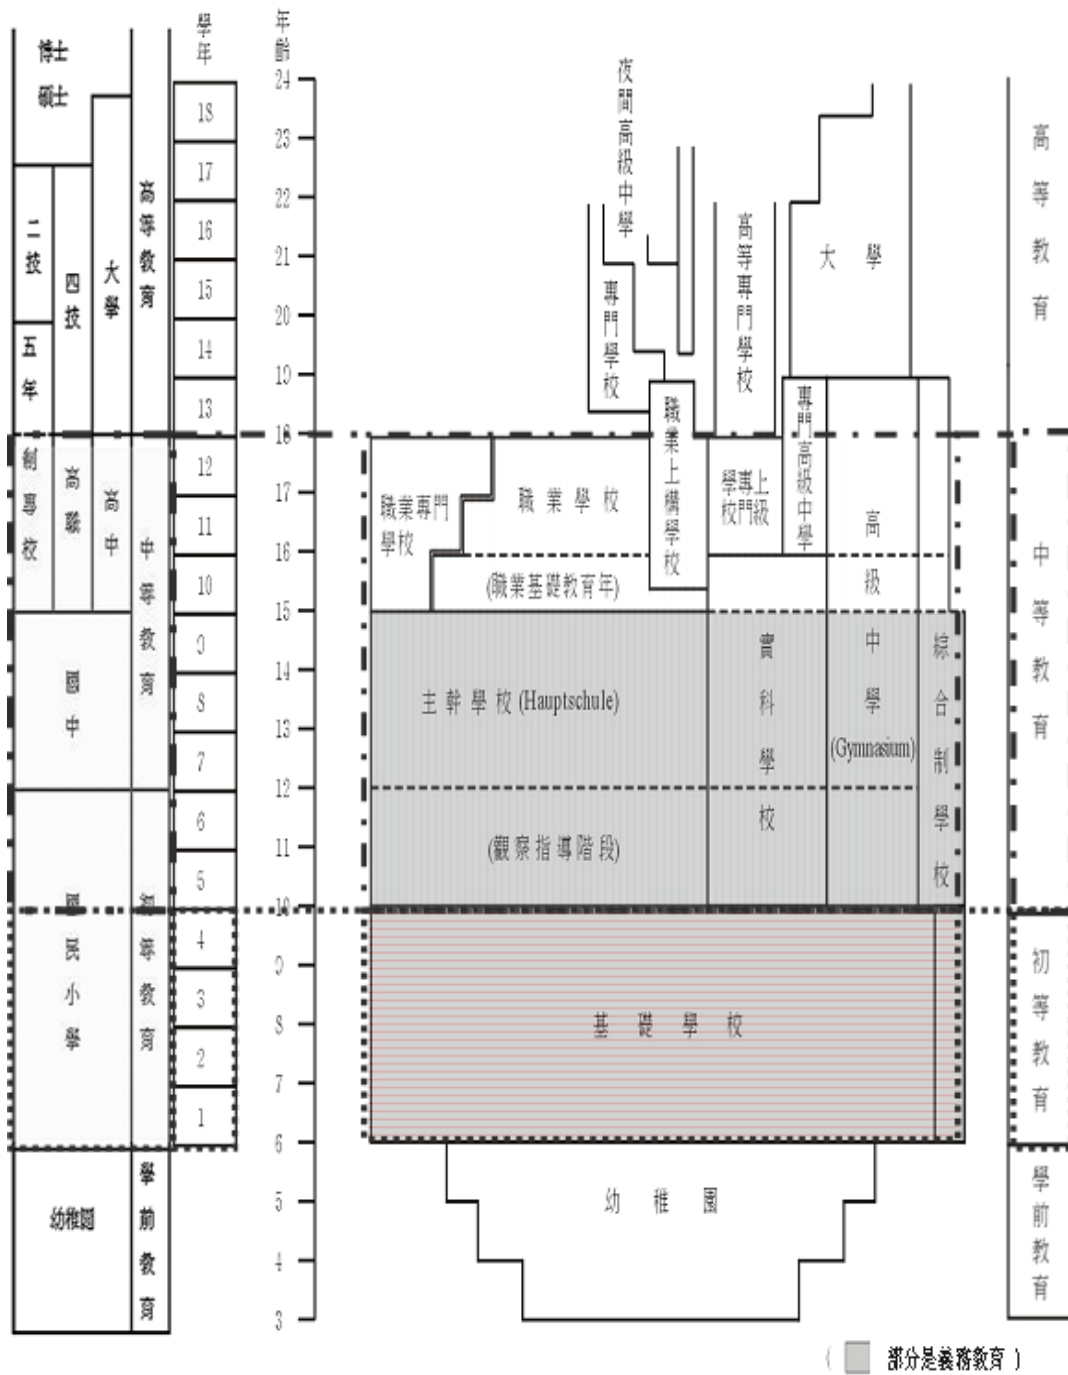 學年
年齡
博士
碩士
二技
四技
大學
高等教育
五年
制專校
高職
高中
中等教育
國中
國民小學
初等教育
幼稚園
學前教育
18
17
16
15
14
13
12
11
10
9
8
7
6
5
4
3
2
1
24
23
22
21
20
19
18
17
16
15
14
13
12
11
10
9
8
7
6
5
4
3
夜間高級中學
專門學校
高等專門學校
大學
職業上構學校
專門高級中學
職業專門
學校
職業學校
上級
專門
學校
(職業基礎教育年)
主幹學校(Hauptschule)
(觀察指導階段)
實科學校
高級中學
(Gymnasium)
綜合制學校
基礎學校
幼稚園
高等教育
中等教育
初等教育
學前教育
( 部分是義務教育 )